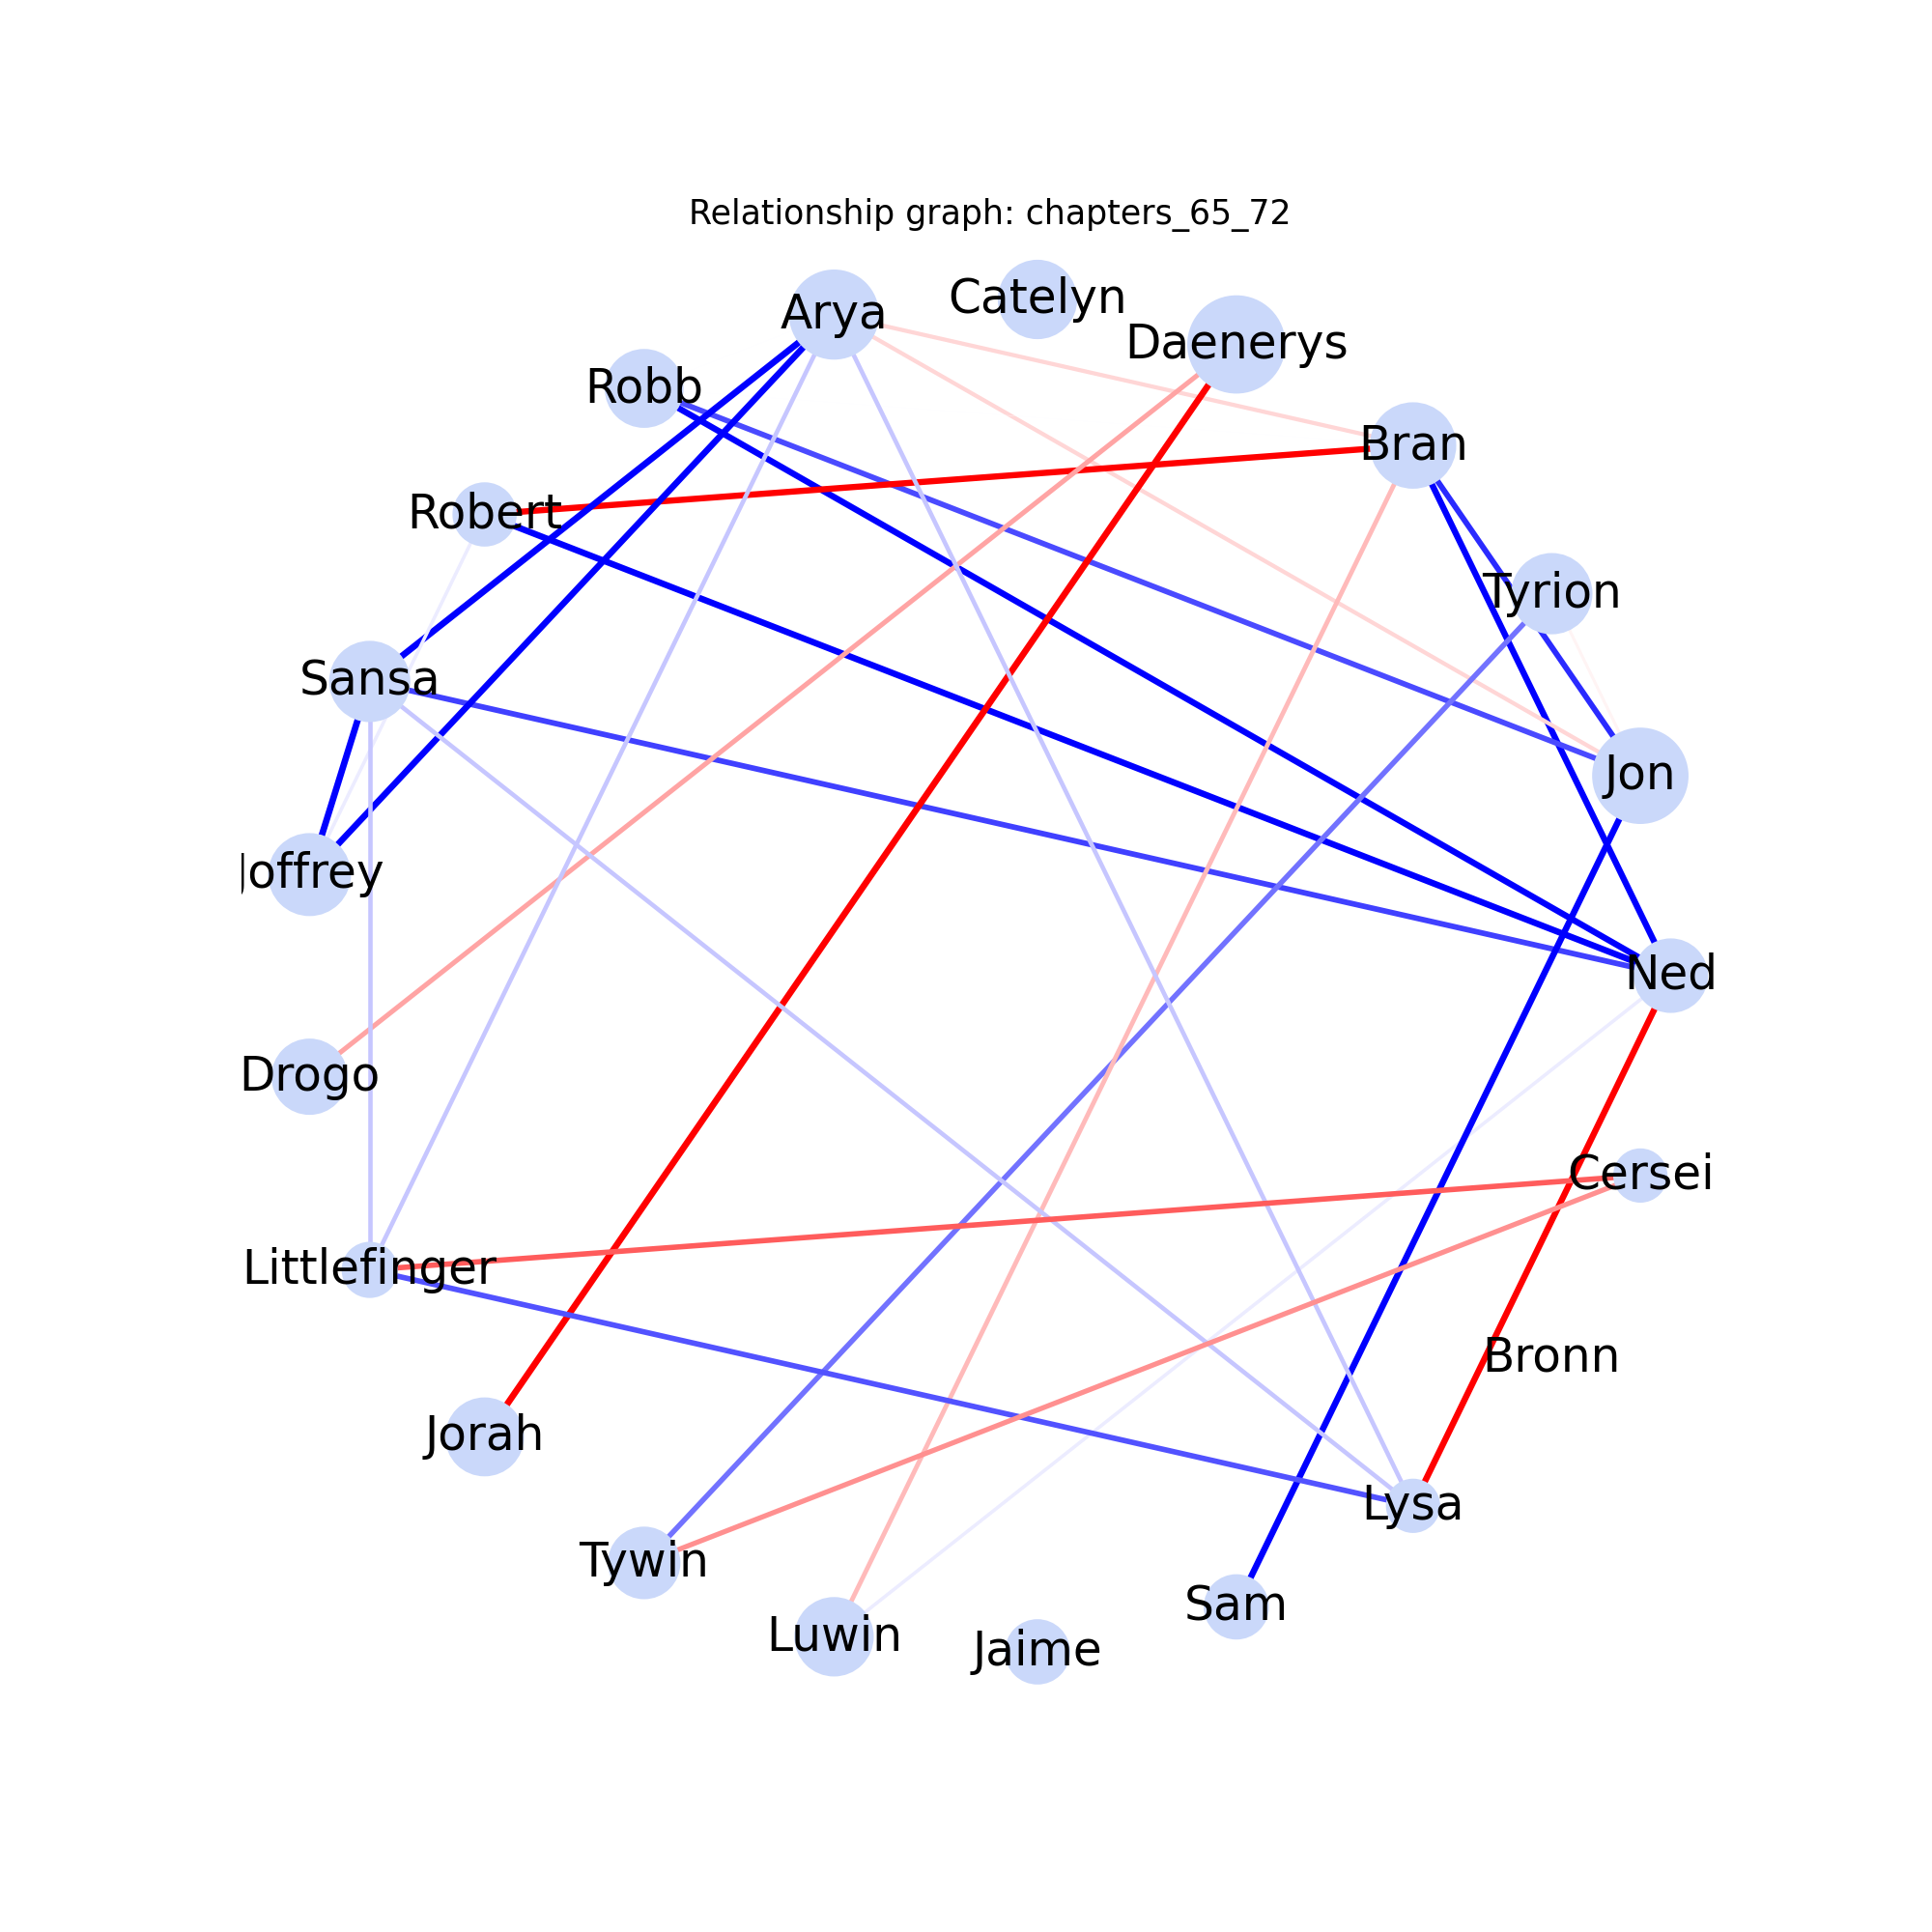 Relationship graph: chapters_65_72
Catelyn
Arya
Daenerys
Robb
Bran
Robert
Tyrion
Sansa
Jon
Joffrey
Ned
Drogo
Cersei
Littlefinger
Bronn
Jorah
Lysa
Tywin
Sam
Luwin
Jaime